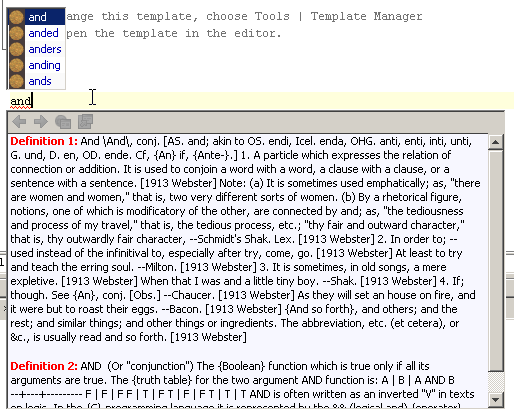 and
anded
anders
anding
ands
ange this template, choose Tools | Template Manager
pen the template in the editor.
and
Definition 1: And \And\, conj. [AS. and; akin to OS. endi, Icel. enda, OHG. anti, enti, inti, unti,
G. und, D. en, OD. ende. Cf, {An} if, {Ante-}.] 1. A particle which expresses the relation of
connection or addition. It is used to conjoin a word with a word, a clause with a clause, or a
sentence with a sentence. [1913 Webster] Note: (a) It is sometimes used emphatically; as, "there
are women and women," that is, two very different sorts of women. (b) By a rhetorical figure,
notions, one of which is modificatory of the other, are connected by and; as, "the tediousness
and process of my travel," that is, the tedious process, etc.; "thy fair and outward character,"
that is, thy outwardly fair character, --Schmidt's Shak. Lex. [1913 Webster] 2. In order to; --
used instead of the infinitival to, especially after try, come, go. [1913 Webster] At least to try
and teach the erring soul. --Milton. [1913 Webster] 3. It is sometimes, in old songs, a mere
expletive. [1913 Webster] When that I was and a little tiny boy. --Shak. [1913 Webster] 4. If;
though. See {An}, conj. [Obs.] --Chaucer. [1913 Webster] As they will set an house on fire, and
it were but to roast their eggs. --Bacon. [1913 Webster] {And so forth}, and others; and the
rest; and similar things; and other things or ingredients. The abbreviation, etc. (et cetera), or
&c., is usually read and so forth. [1913 Webster]
Definition 2: AND (Or "conjunction") The {Boolean} function which is true only if all its
arguments are true. The {truth table} for the two argument AND function is: A | B | A AND B
--+---+--------- F | F | F F | T | F T | F | F T | T | T AND is often written as an inverted "V" in texts
on logic. In the {C} programming language it is represented by the && (logical and) {operator}